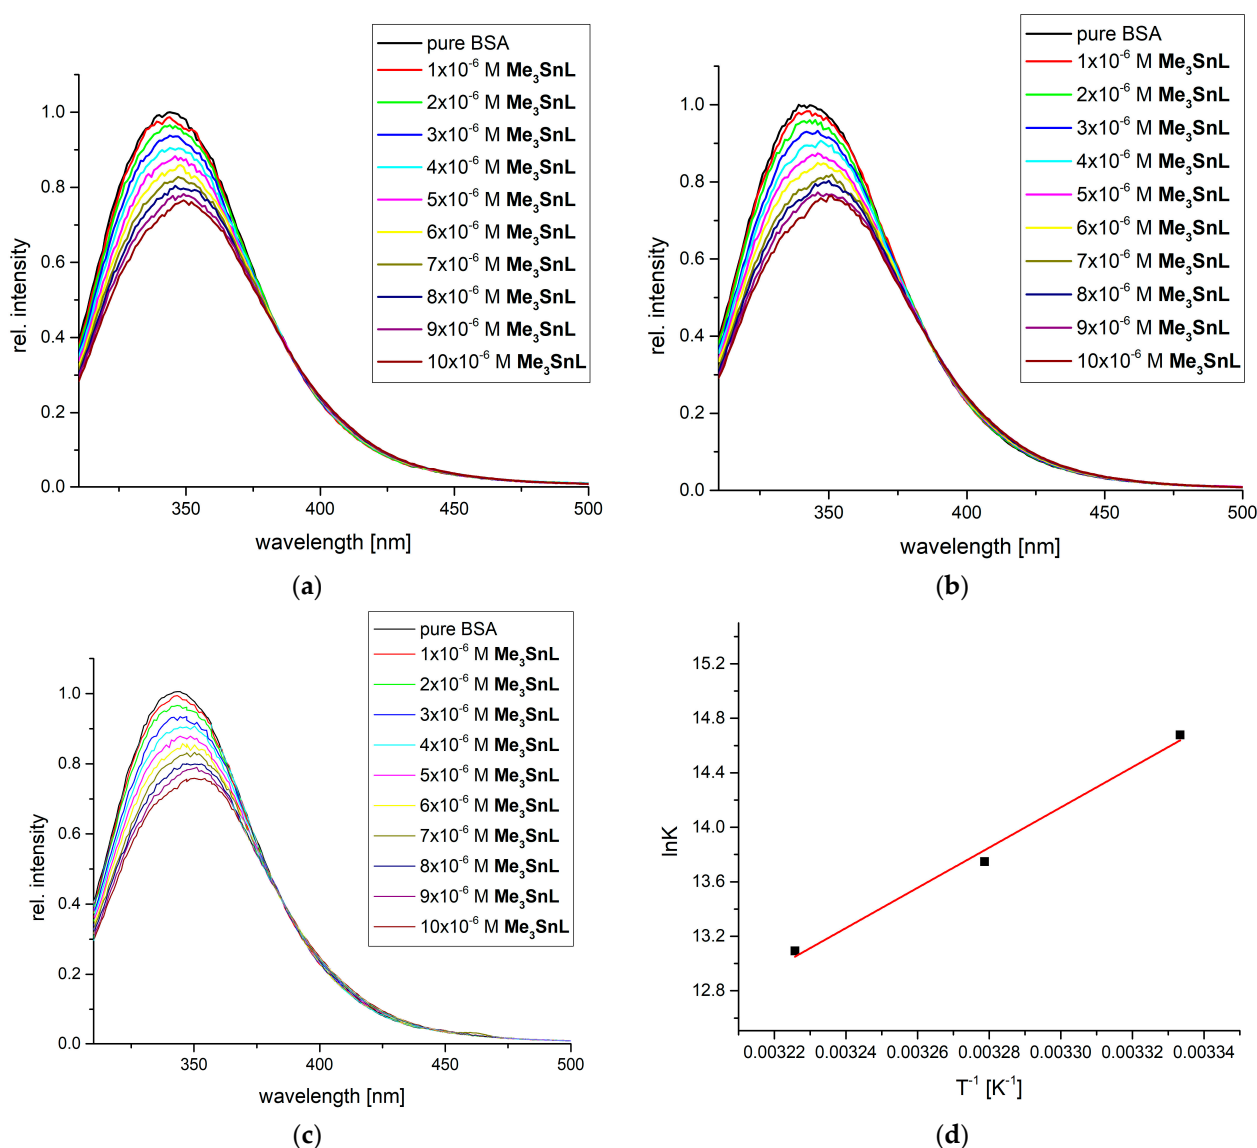 pure BSA
1x10⁻⁶ M Me₃SnL
2x10⁻⁶ M Me₃SnL
3x10⁻⁶ M Me₃SnL
4x10⁻⁶ M Me₃SnL
5x10⁻⁶ M Me₃SnL
6x10⁻⁶ M Me₃SnL
7x10⁻⁶ M Me₃SnL
8x10⁻⁶ M Me₃SnL
9x10⁻⁶ M Me₃SnL
10x10⁻⁶ M Me₃SnL
rel. intensity
1.0
0.8
0.6
0.4
0.2
0.0
350 400 450 500
wavelength [nm]
(a)
pure BSA
1x10⁻⁶ M Me₃SnL
2x10⁻⁶ M Me₃SnL
3x10⁻⁶ M Me₃SnL
4x10⁻⁶ M Me₃SnL
5x10⁻⁶ M Me₃SnL
6x10⁻⁶ M Me₃SnL
7x10⁻⁶ M Me₃SnL
8x10⁻⁶ M Me₃SnL
9x10⁻⁶ M Me₃SnL
10x10⁻⁶ M Me₃SnL
rel. intensity
1.0
0.8
0.6
0.4
0.2
0.0
350 400 450 500
wavelength [nm]
(b)
pure BSA
1x10⁻⁶ M Me₃SnL
2x10⁻⁶ M Me₃SnL
3x10⁻⁶ M Me₃SnL
4x10⁻⁶ M Me₃SnL
5x10⁻⁶ M Me₃SnL
6x10⁻⁶ M Me₃SnL
7x10⁻⁶ M Me₃SnL
8x10⁻⁶ M Me₃SnL
9x10⁻⁶ M Me₃SnL
10x10⁻⁶ M Me₃SnL
rel. intensity
1.0
0.8
0.6
0.4
0.2
0.0
350 400 450 500
wavelength [nm]
(c)
lnK
15.2
14.8
14.4
14.0
13.6
13.2
12.8
0.00322 0.00324 0.00326 0.00328 0.00330 0.00332 0.00334
T⁻¹ [K⁻¹]
(d)